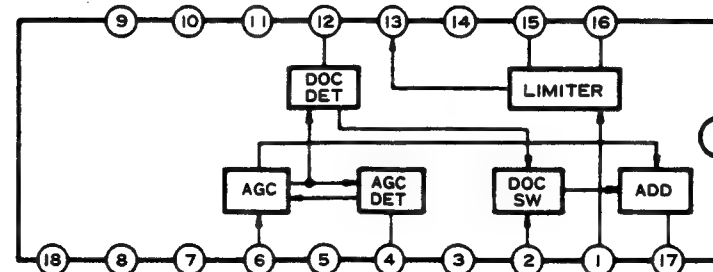 9 10 11 12 13 14 15 16
DOC
DET
LIMITER
AGC
AGC
DET
DOC
SW
ADD
18 8 7 6 5 4 3 2 1 17